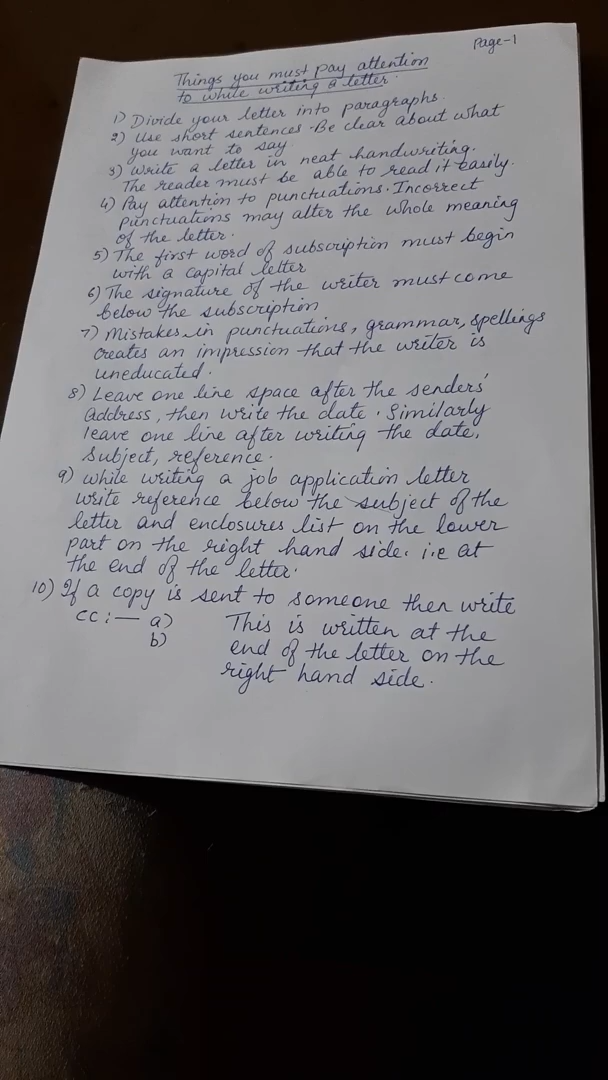 Page-1
Things you must pay attention
to while writing a letter.
1) Divide your letter into paragraphs.
2) Use short sentences-Be clear about what
you want to say
3) Write a letter in neat handwriting.
The reader must be able to read it easily.
4) Pay attention to punctuations. Incorrect
punctuations may alter the whole meaning
of the letter.
5) The first word of subscription must begin
with a capital letter
6) The signature of the writer must come
below the subscription
7) Mistakes in punctuations, grammar, spellings
creates an impression that the writer is
uneducated.
8) Leave one line space after the senders'
Address, then write the date. Similarly
leave one line after writing the date,
Subject, reference.
9) While writing a job application letter
write reference below the subject of the
letter and enclosures list on the lower
part on the right hand side. i.e at
the end of the letter.
10) If a copy is sent to someone then write
cc:— a) This is written at the
b) end of the letter on the
right hand side.